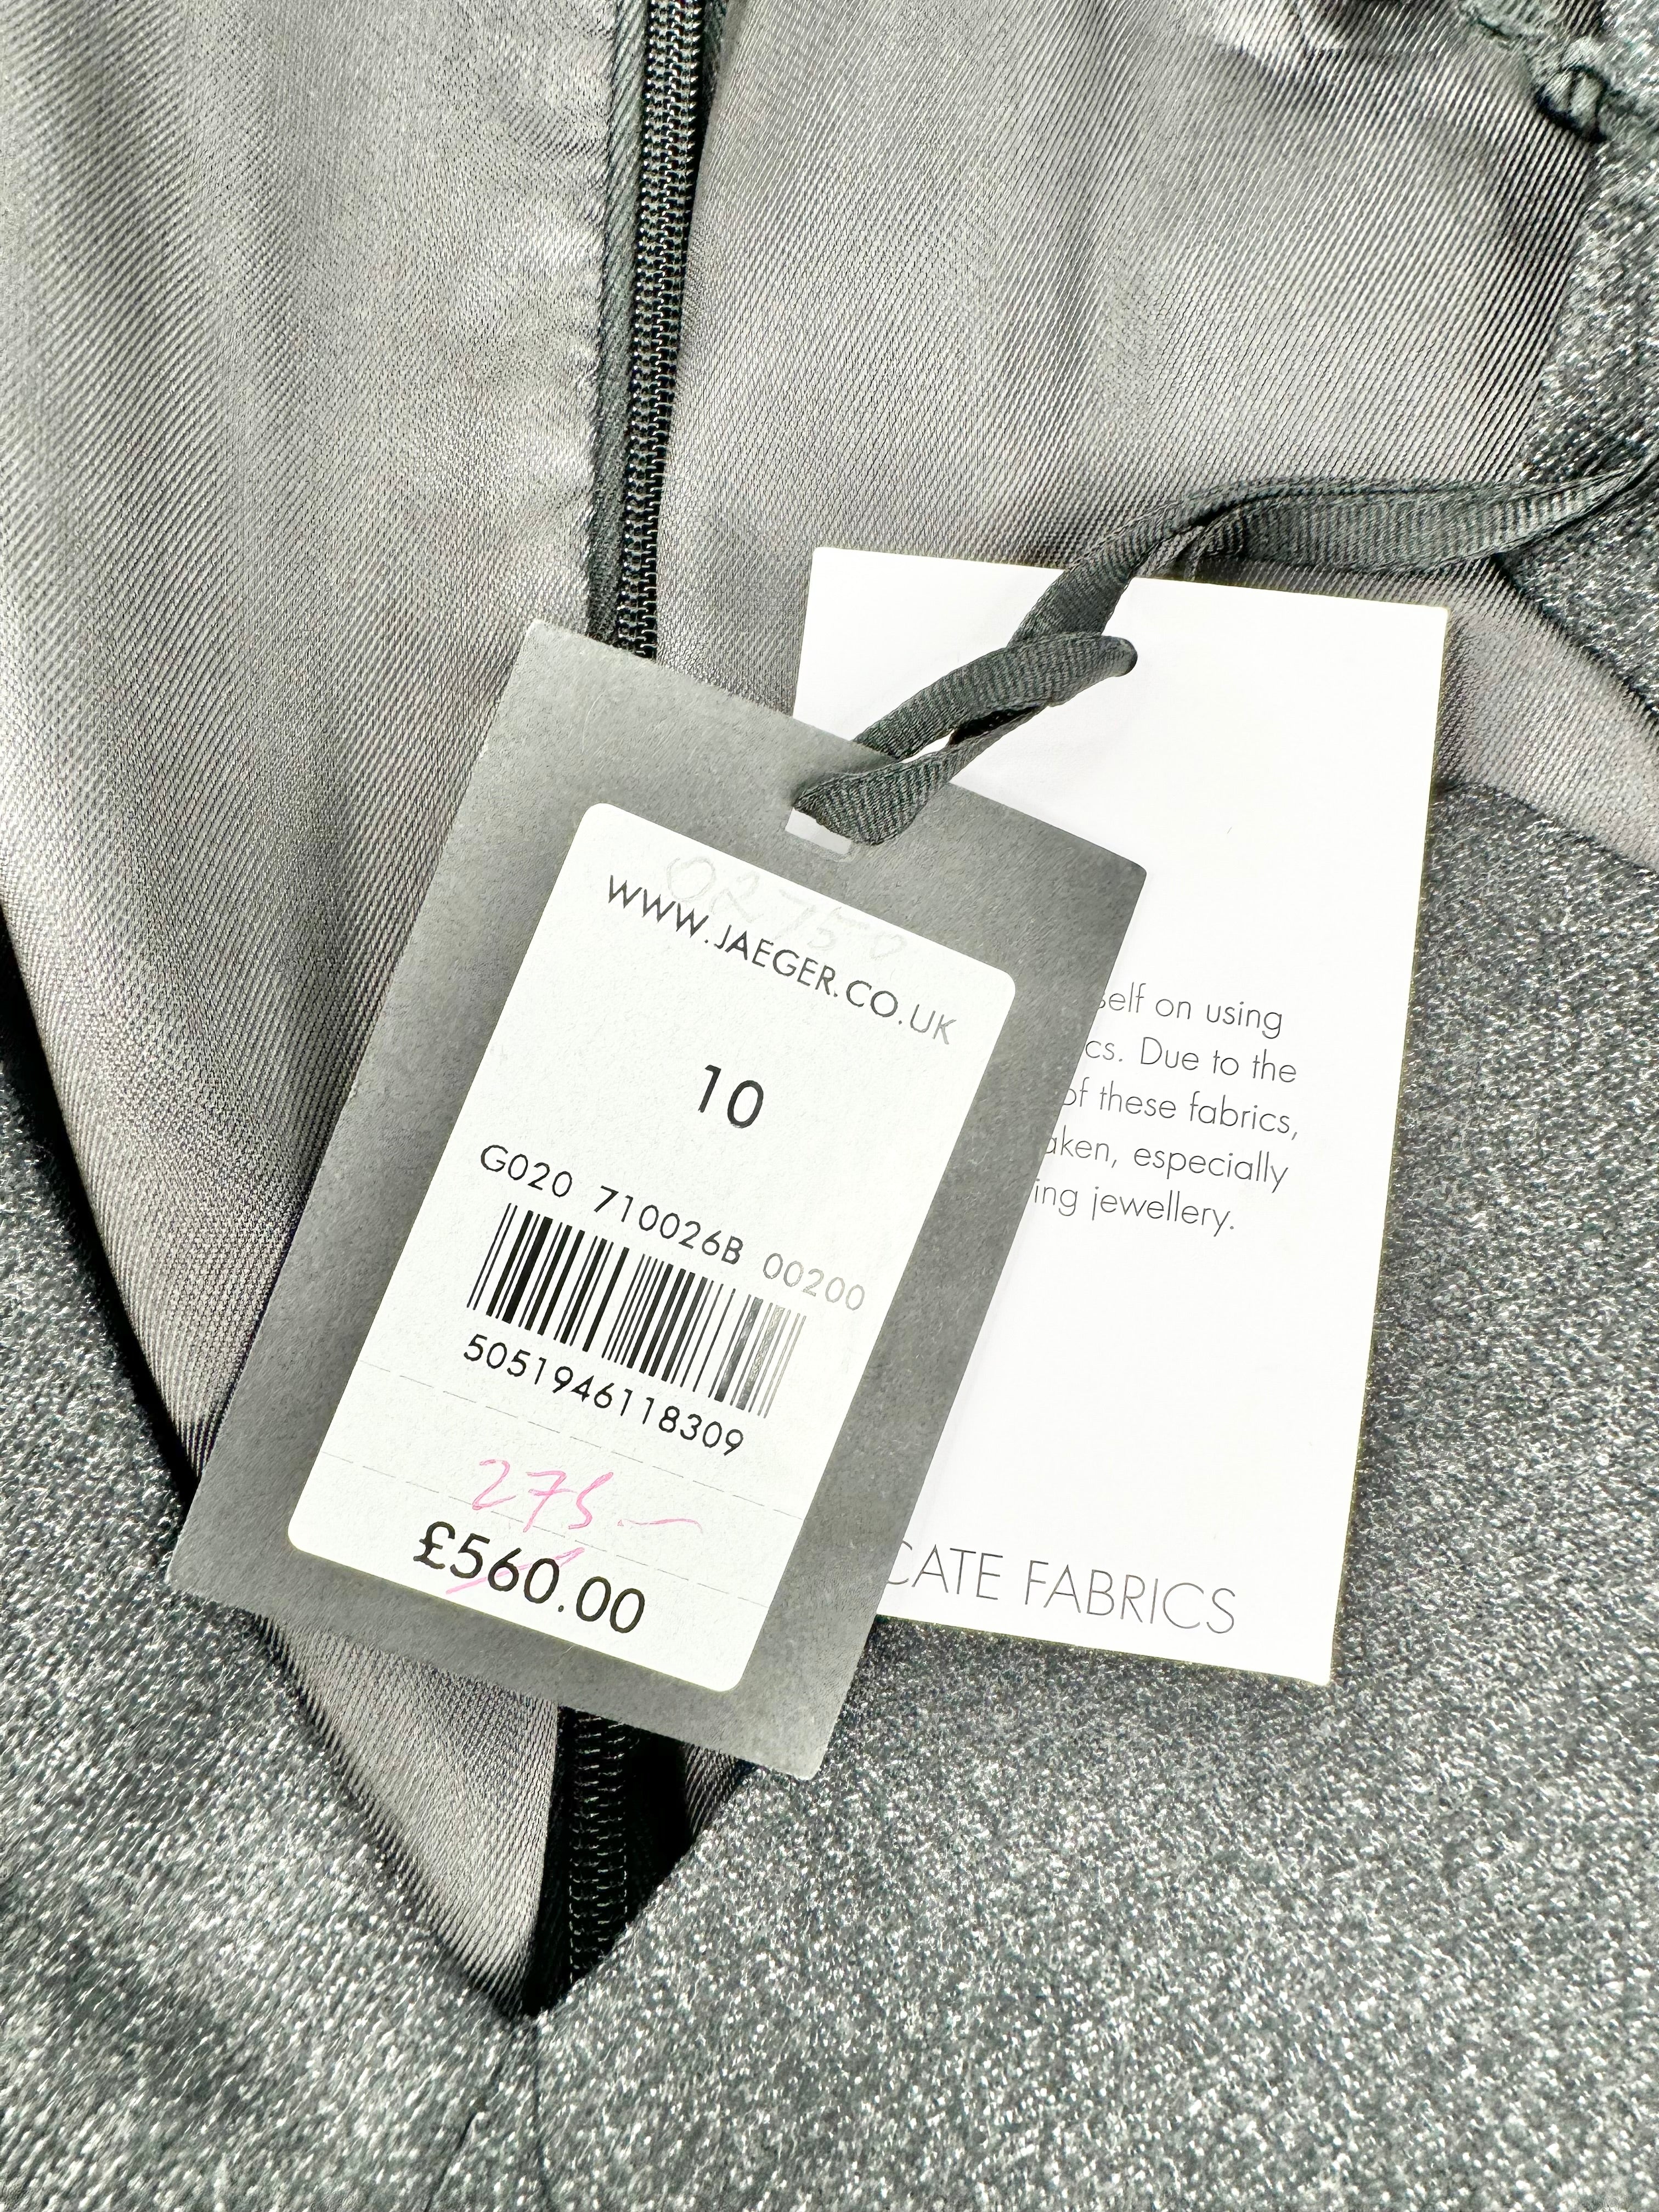 02750
WWW.JAEGER.CO.UK
10
G020 710026B 00200
5051946118309
275 —
£560.00
self on using
cs. Due to the
of these fabrics,
aken, especially
ing jewellery.
CATE FABRICS